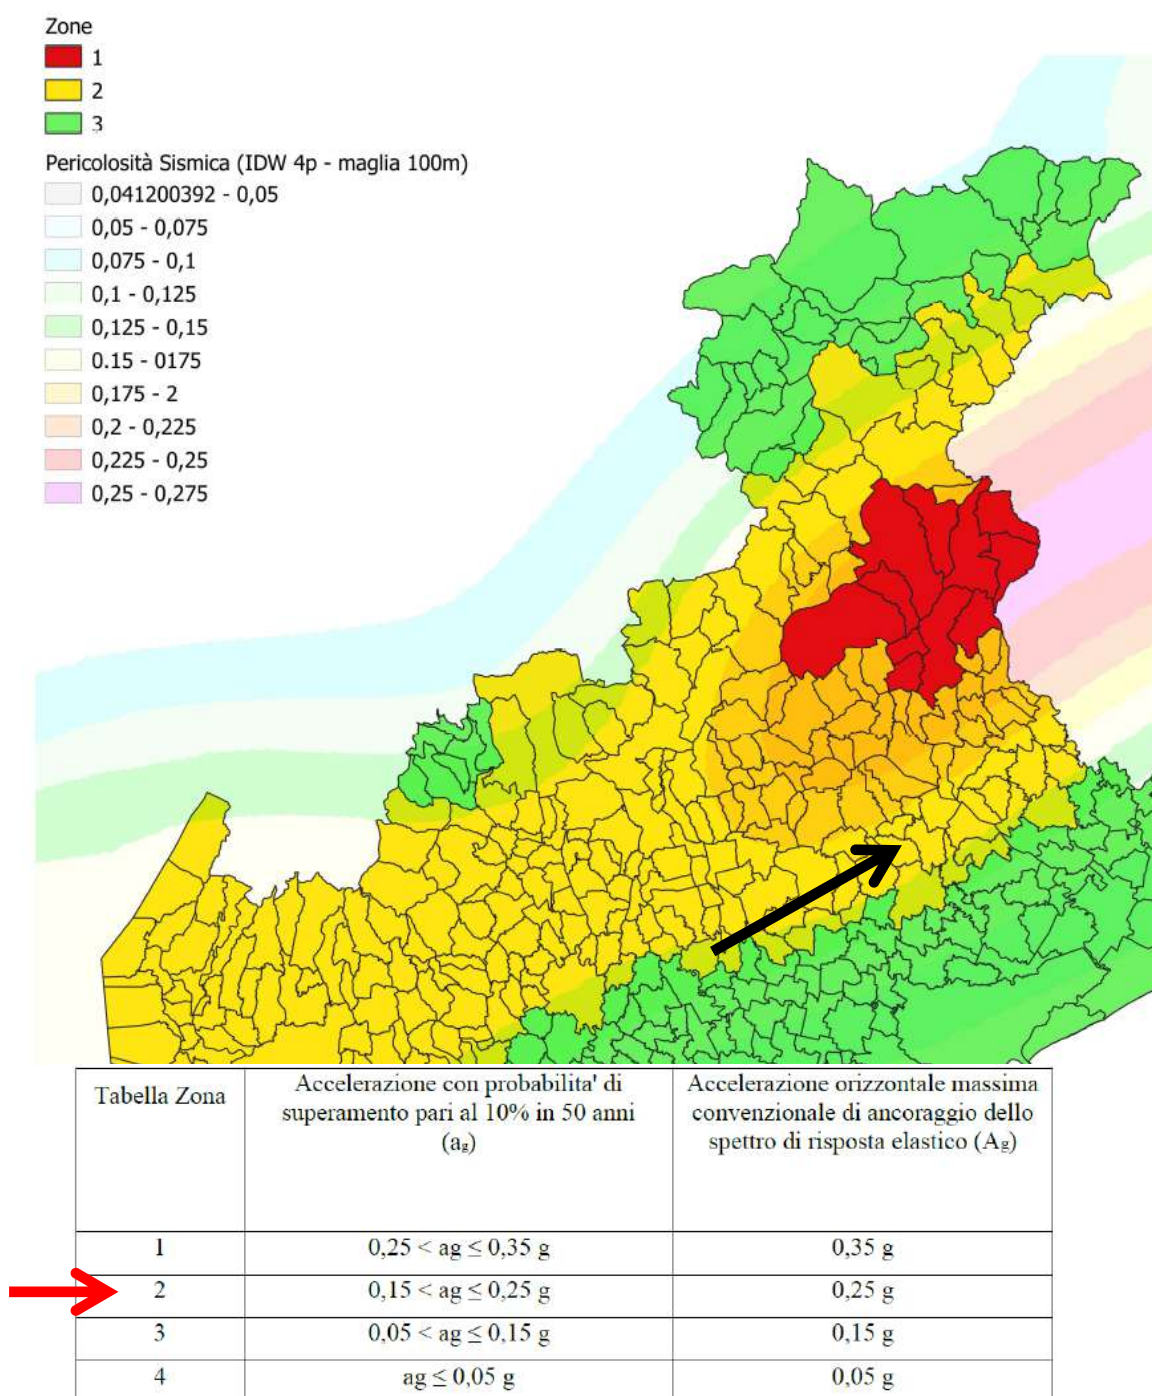 Zone
1
2
3
Pericolosità Sismica (IDW 4p - maglia 100m)
0,041200392 - 0,05
0,05 - 0,075
0,075 - 0,1
0,1 - 0,125
0,125 - 0,15
0.15 - 0175
0,175 - 2
0,2 - 0,225
0,225 - 0,25
0,25 - 0,275
Tabella Zona
Accelerazione con probabilita' di
superamento pari al 10% in 50 anni
(ag)
Accelerazione orizzontale massima
convenzionale di ancoraggio dello
spettro di risposta elastico (Ag)
1 0,25 < ag ≤ 0,35 g 0,35 g
2 0,15 < ag ≤ 0,25 g 0,25 g
3 0,05 < ag ≤ 0,15 g 0,15 g
4 ag ≤ 0,05 g 0,05 g